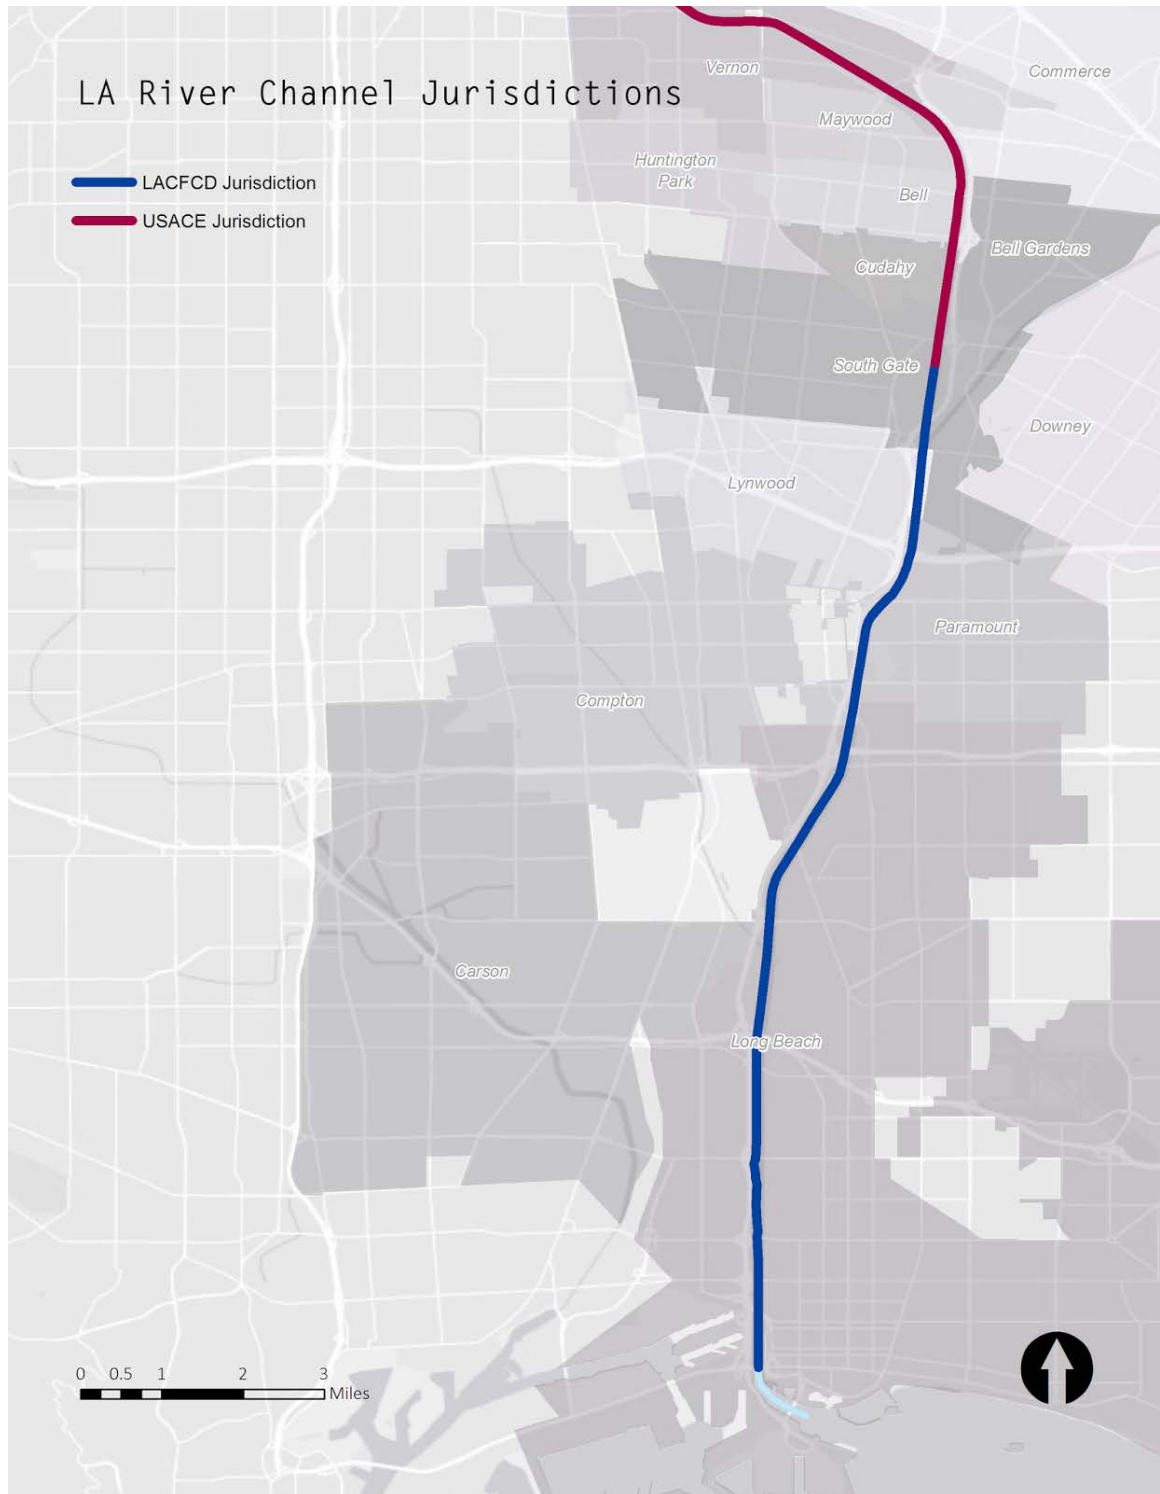 LA River Channel Jurisdictions
LACFCD Jurisdiction
USACE Jurisdiction
Vernon
Commerce
Maywood
Huntington
Park
Bell
Bell Gardens
Cudahy
South Gate
Downey
Lynwood
Paramount
Compton
Carson
Long Beach
0 0.5 1 2 3
Miles